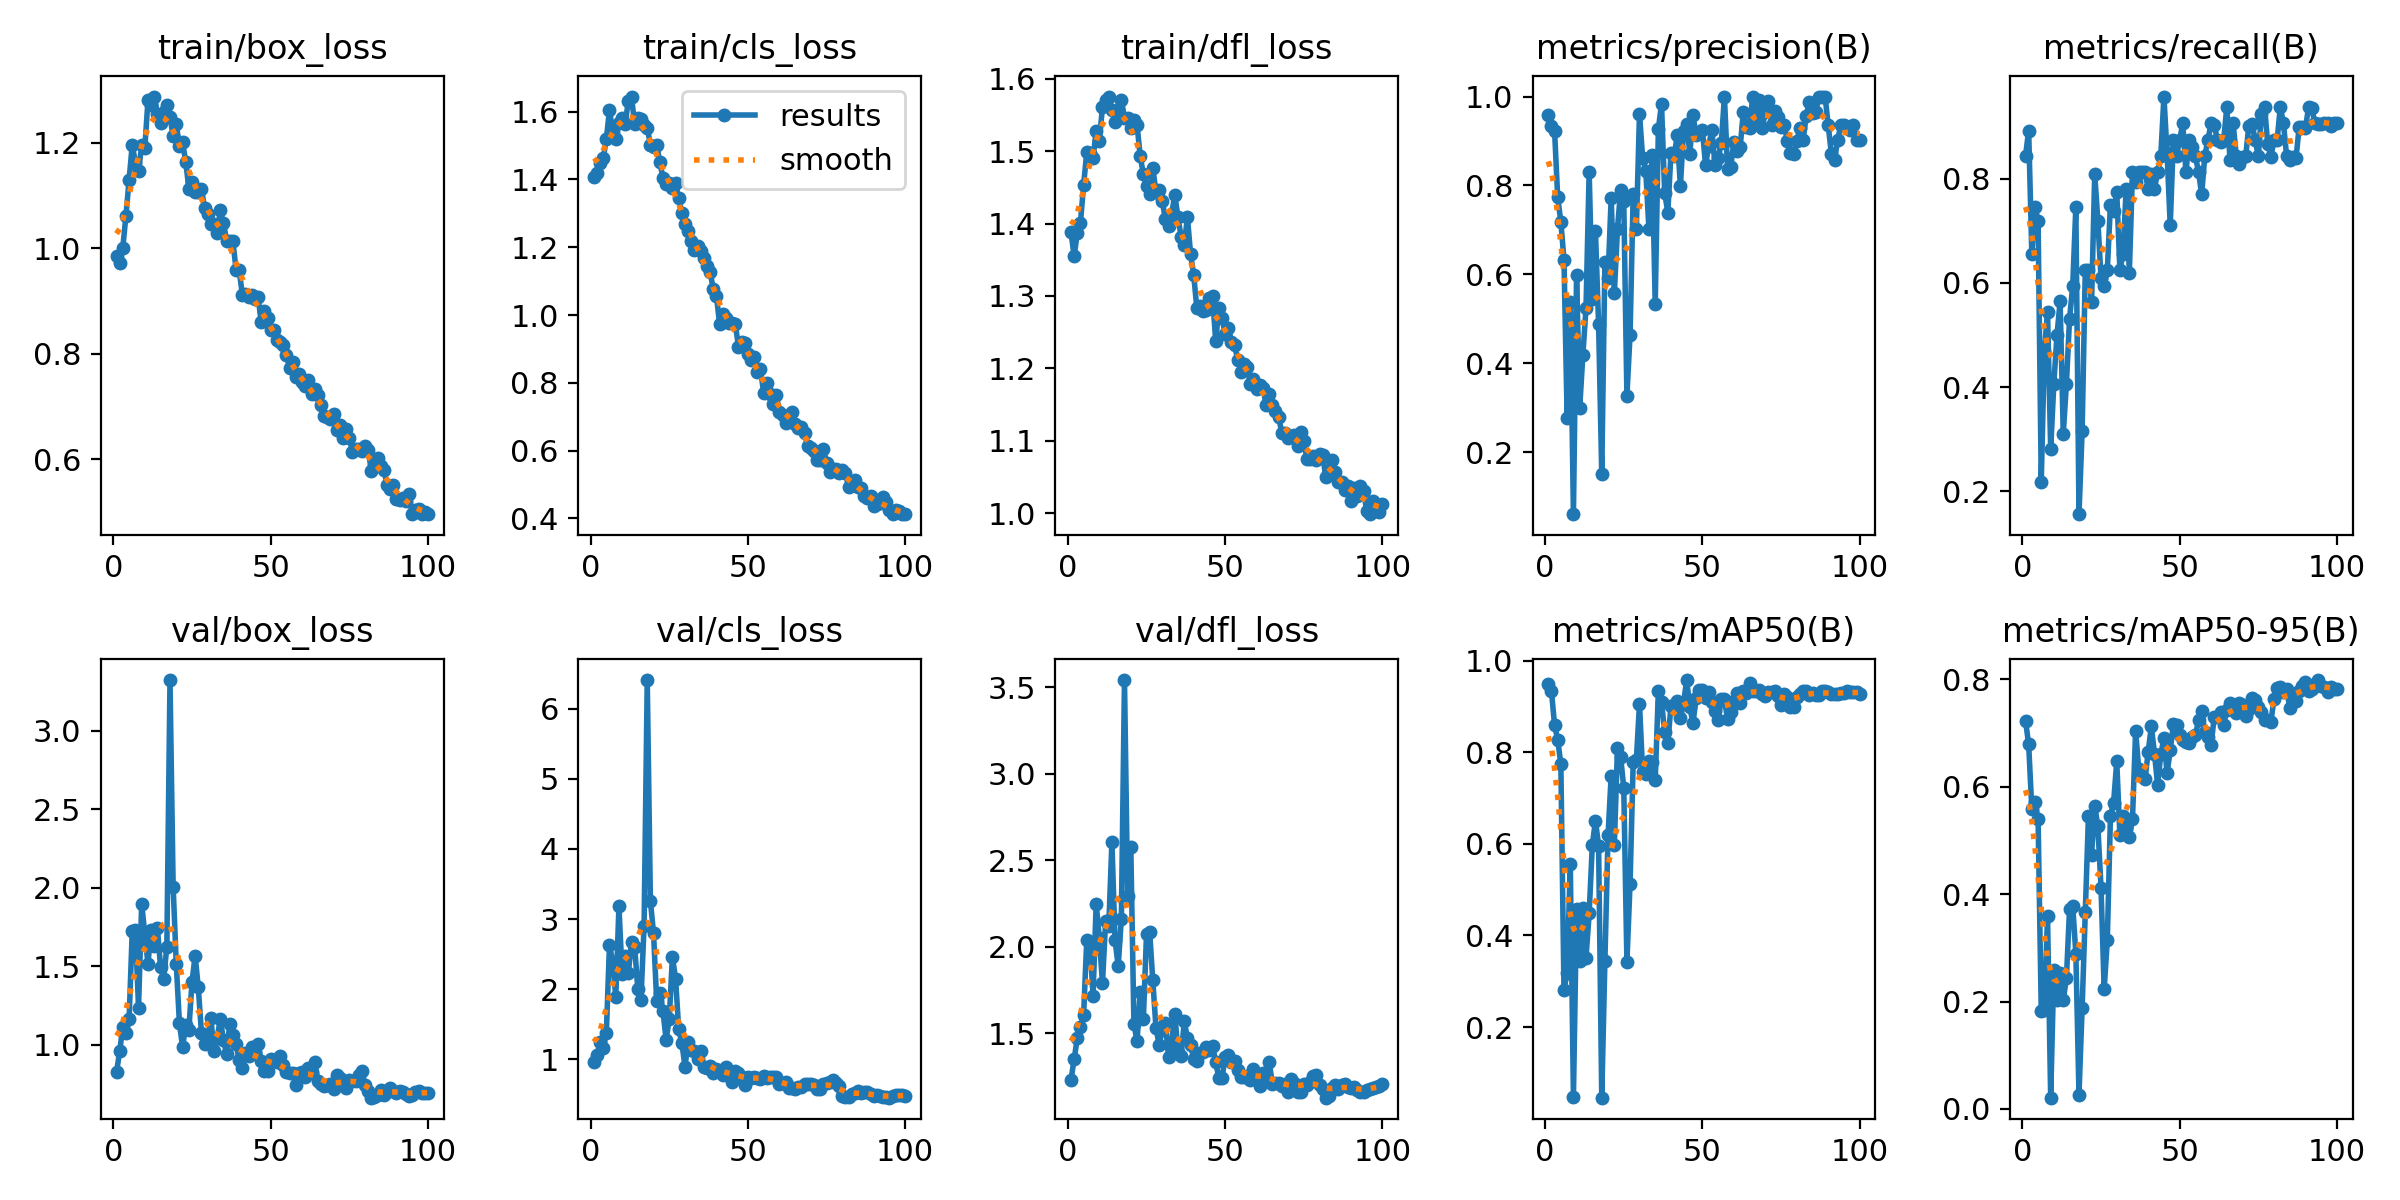 train/box_loss
train/cls_loss
train/dfl_loss
metrics/precision(B)
metrics/recall(B)
results
smooth
1.2
1.0
0.8
0.6
0 50 100
1.6
1.4
1.2
1.0
0.8
0.6
0.4
0 50 100
1.6
1.5
1.4
1.3
1.2
1.1
1.0
0 50 100
1.0
0.8
0.6
0.4
0.2
0 50 100
0.8
0.6
0.4
0.2
0 50 100
val/box_loss
val/cls_loss
val/dfl_loss
metrics/mAP50(B)
metrics/mAP50-95(B)
3.0
2.5
2.0
1.5
1.0
0 50 100
6
5
4
3
2
1
0 50 100
3.5
3.0
2.5
2.0
1.5
0 50 100
1.0
0.8
0.6
0.4
0.2
0 50 100
0.8
0.6
0.4
0.2
0.0
0 50 100